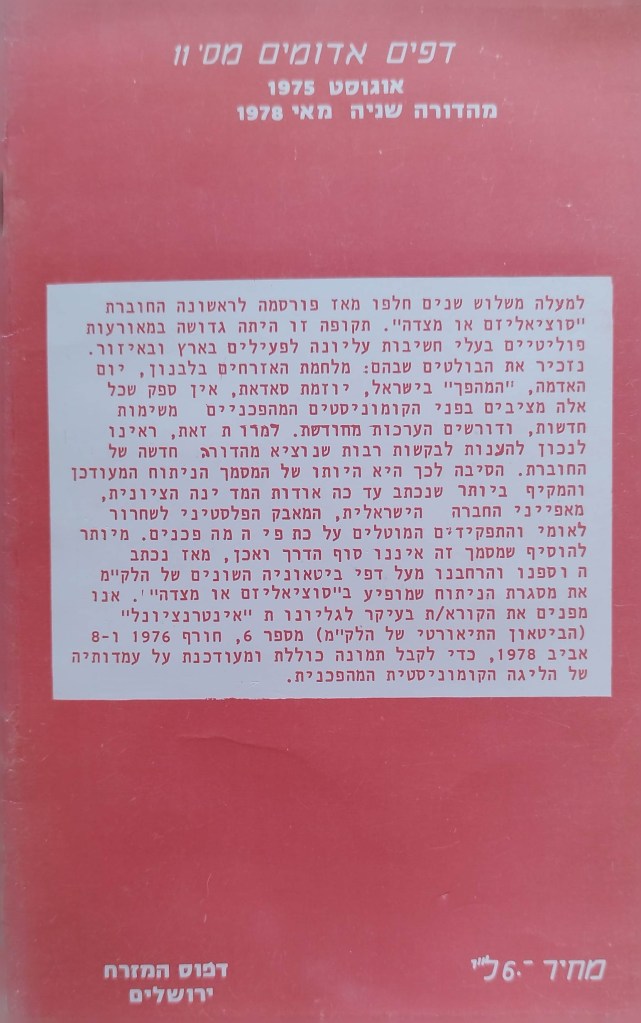 דפים אדומים מס' 11
אוגוסט 1975
מהדורה שניה מאי 1978
למעלה משלוש שנים חלפו מאז פורסמה לראשונה החוברת
"סוציאליזם או מצדה". תקופה זו היתה גדושה במאורעות
פוליטיים בעלי חשיבות עליונה לפעילים בארץ ובאיזור.
נזכיר את הבולטים שבהם: מלחמת האזרחים בלבנון, יום
האדמה, "המהפך" בישראל, יוזמת סאדאת, אין ספק שכל
אלה מציבים בפני הקומוניסטים המהפכניים משימות
חדשות, ודורשים הערכות מחודשת. למרו ת זאת, ראינו
לנכון להענות לבקשות רבות שנוציא מהדורה חדשה של
החוברת. הסיבה לכך היא היותו של המסמך הניתוח המעודכן
והמקיף ביותר שנכתב עד כה אודות המד ינה הציונית,
מאפייני החברה הישראלית, המאבק הפלסטיני לשחרור
לאומי והתפקידים המוטלים על כת פי ה מה פכנים. מיותר
להוסיף שמסמך זה איננו סוף הדרך ואכן, מאז נכתב
ה וספנו והרחבנו מעל דפי ביטאוניה השונים של הלק"מ
את מסגרת הניתוח שמופיע ב"סוציאליזם או מצדה". אנו
מפנים את הקורא/ת בעיקר לגליונו ת "אינטרנציונל"
(הביטאון התיאורטי של הלק"מ) מספר 6, חורף 1976 ו-8
אביב 1978, כדי לקבל תמונה כוללת ומעודכנת על עמדותיה
של הליגה הקומוניסטית המהפכנית.
מחיר -.6 ל"י
דפוס המזרח
ירושלים